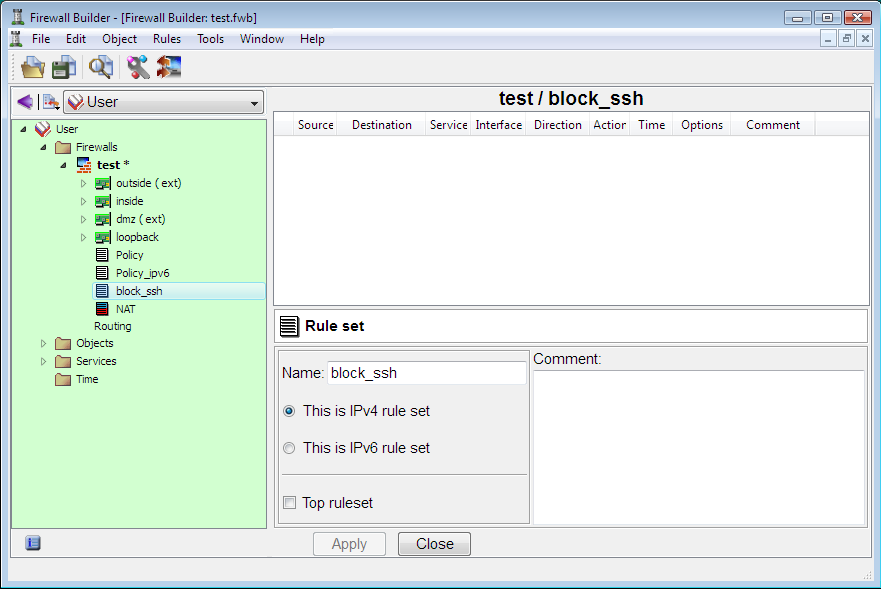 Firewall Builder - [Firewall Builder: test.fwb]
File Edit Object Rules Tools Window Help
User
test / block_ssh
Source Destination Service Interface Direction Action Time Options Comment
User
Firewalls
test *
outside ( ext)
inside
dmz ( ext)
loopback
Policy
Policy_ipv6
block_ssh
NAT
Routing
Objects
Services
Time
Rule set
Name: block_ssh
This is IPv4 rule set
This is IPv6 rule set
Top ruleset
Comment:
Apply Close